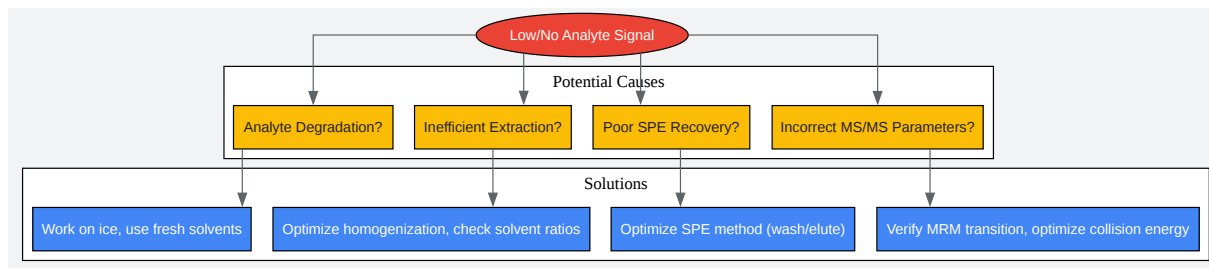 Low/No Analyte Signal
Potential Causes
Analyte Degradation?
Inefficient Extraction?
Poor SPE Recovery?
Incorrect MS/MS Parameters?
Solutions
Work on ice, use fresh solvents
Optimize homogenization, check solvent ratios
Optimize SPE method (wash/elute)
Verify MRM transition, optimize collision energy